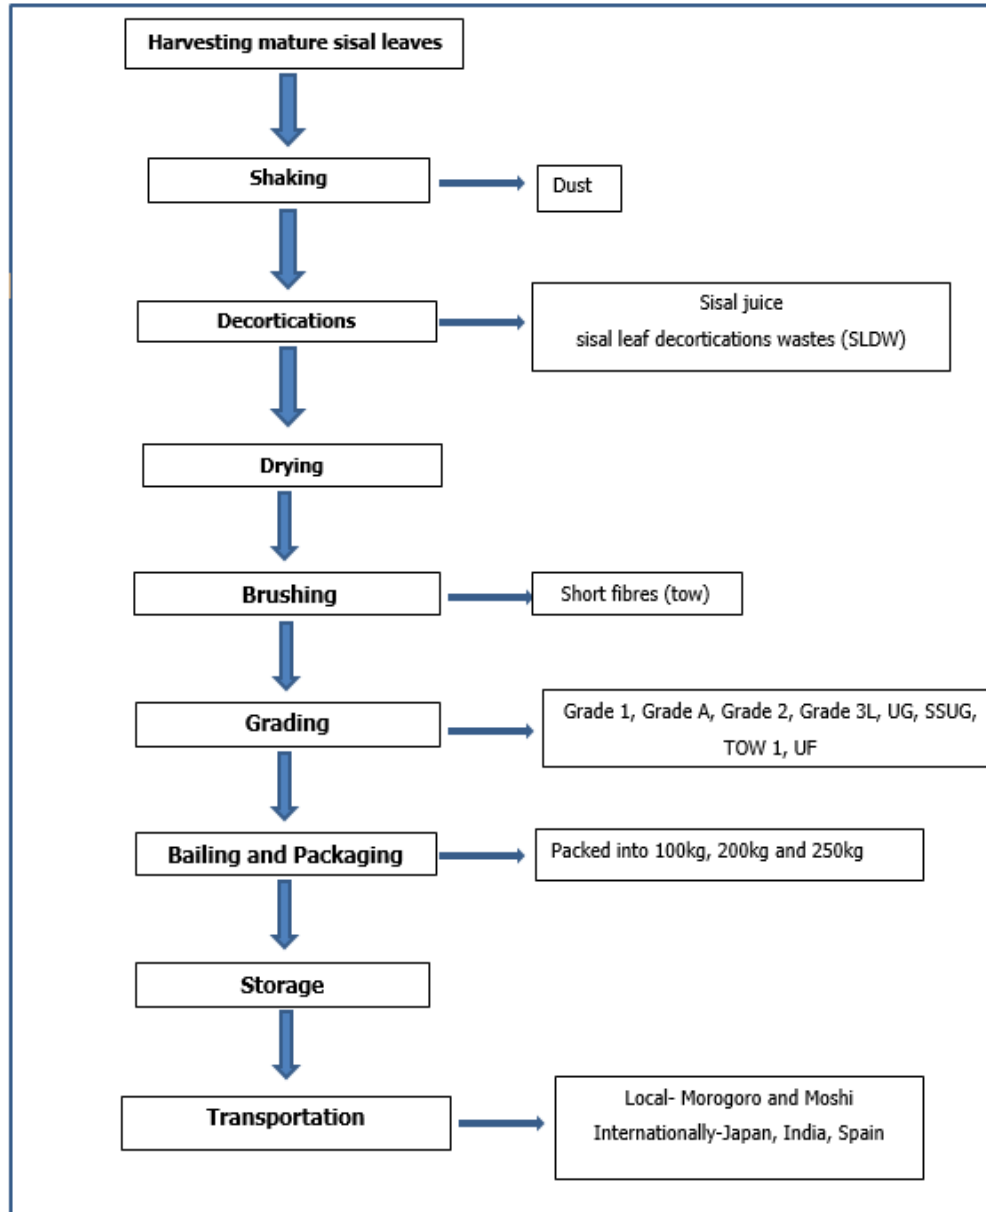 Harvesting mature sisal leaves
Shaking
Dust
Decortications
Sisal juice
sisal leaf decortications wastes (SLDW)
Drying
Brushing
Short fibres (tow)
Grading
Grade 1, Grade A, Grade 2, Grade 3L, UG, SSUG,
TOW 1, UF
Bailing and Packaging
Packed into 100kg, 200kg and 250kg
Storage
Transportation
Local- Morogoro and Moshi
Internationally-Japan, India, Spain